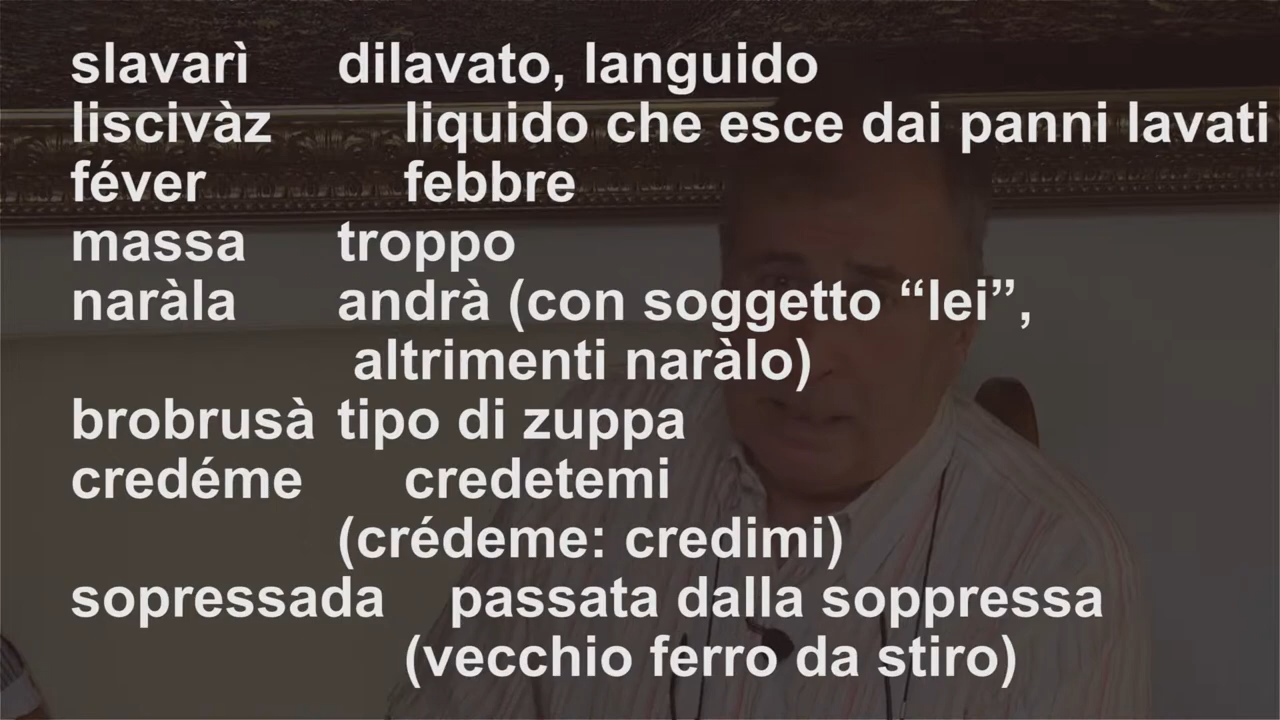 slavarì dilavato, languido
liscivàz liquido che esce dai panni lavati
féver febbre
massa troppo
naràla andrà (con soggetto “lei”,
altrimenti naràlo)
brobrusà tipo di zuppa
credéme credetemi
(crédeme: credimi)
sopressada passata dalla soppressa
(vecchio ferro da stiro)